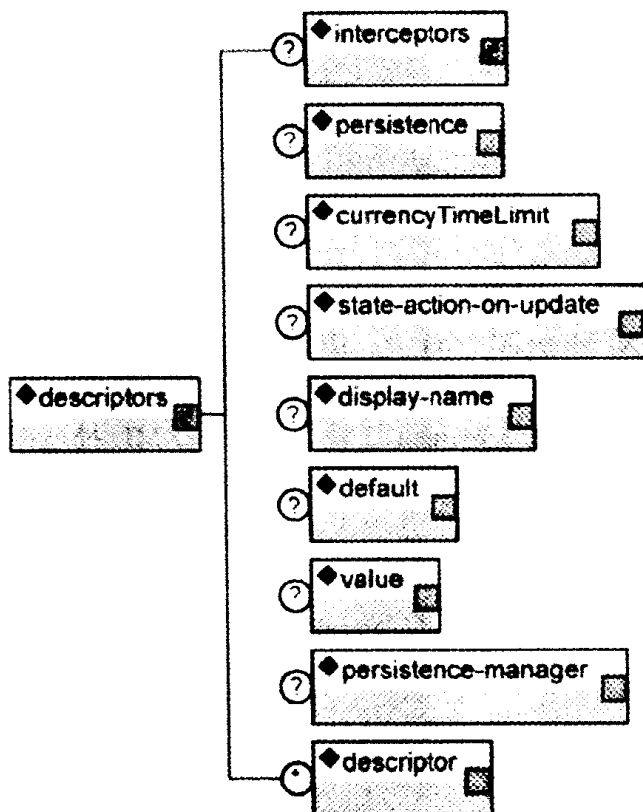 ? interceptors
? persistence
? currencyTimeLimit
? state-action-on-update
descriptors
? display-name
? default
? value
? persistence-manager
* descriptor